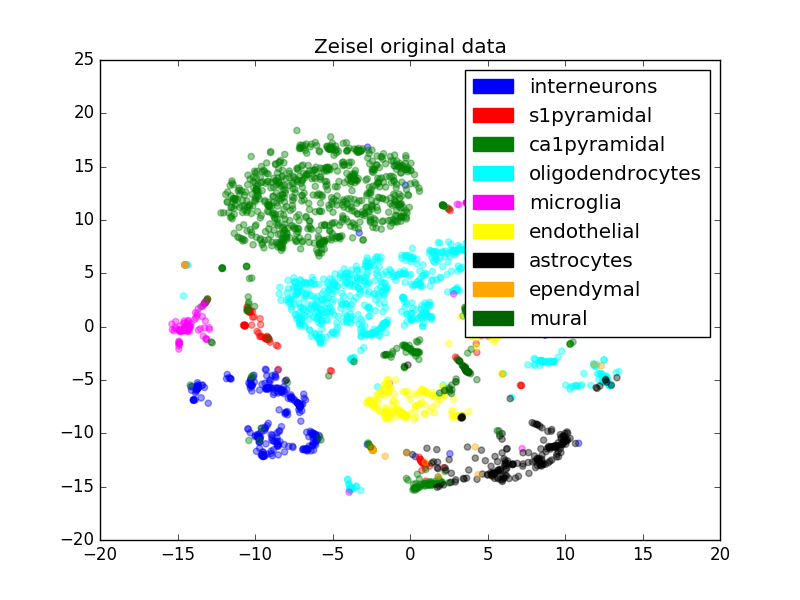 Zeisel original data
25
20
15
10
5
0
−5
−10
−15
−20
−20
−15
−10
−5
0
5
10
15
20
interneurons
s1pyramidal
ca1pyramidal
oligodendrocytes
microglia
endothelial
astrocytes
ependymal
mural